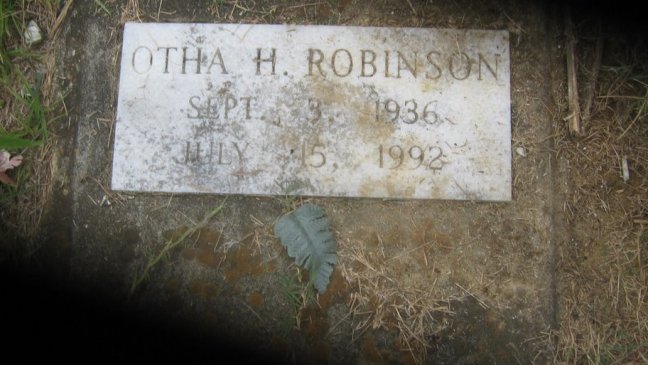 OTHA H. ROBINSON
SEPT. 3, 1936
JULY 15, 1992